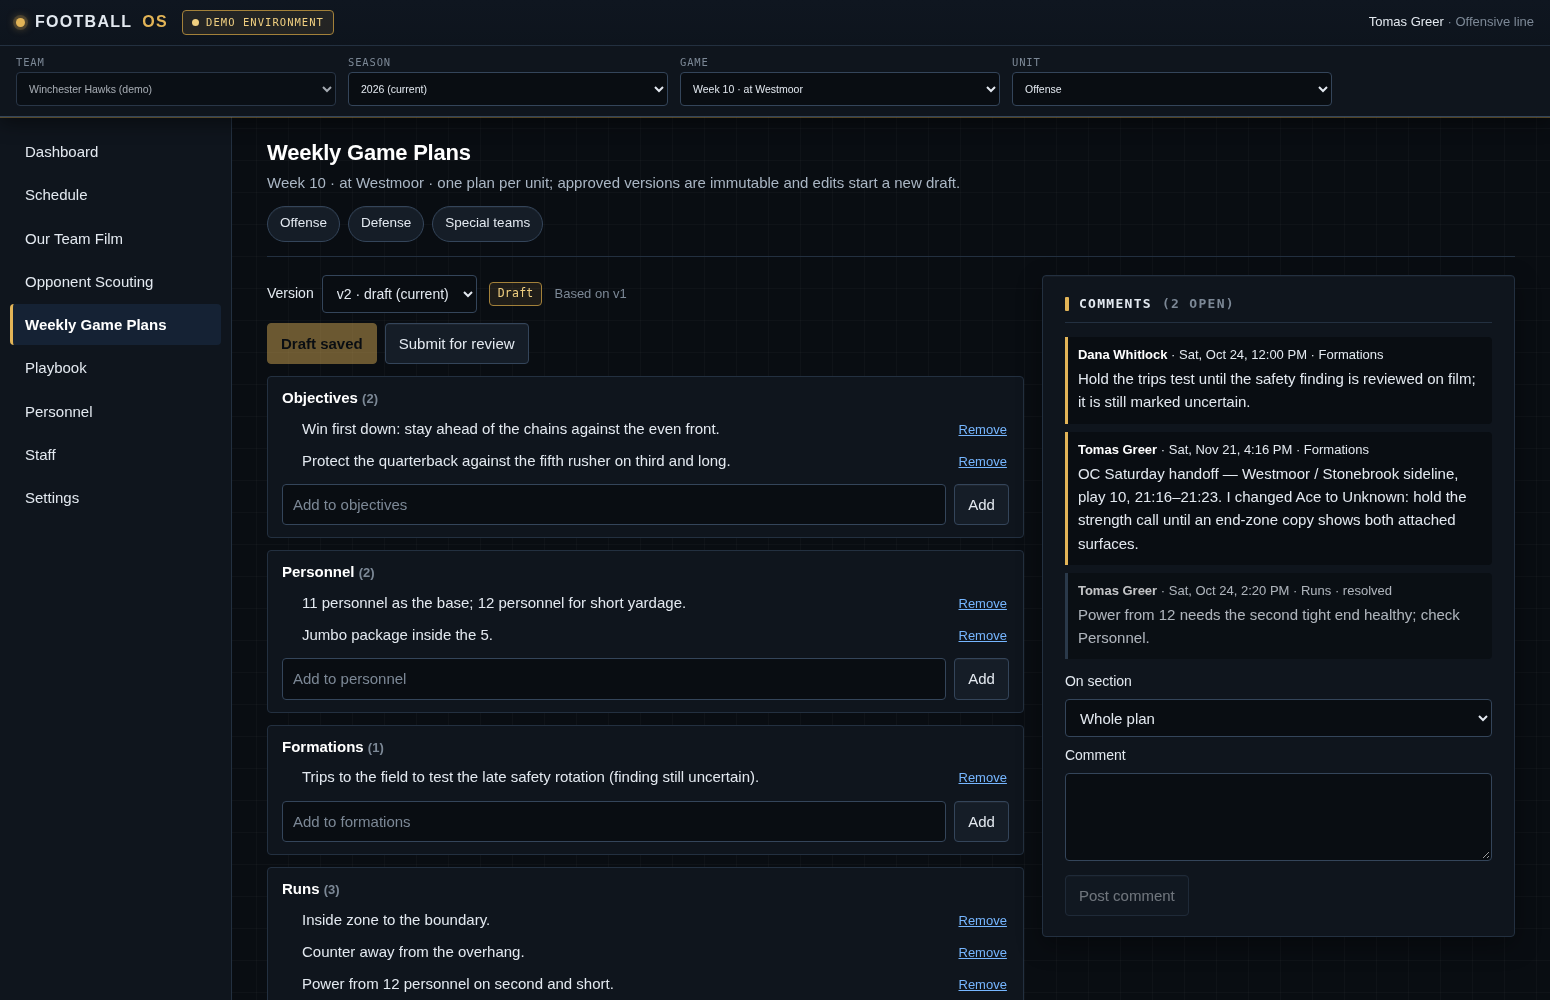 FOOTBALL OS
DEMO ENVIRONMENT
Tomas Greer · Offensive line
TEAM
Winchester Hawks (demo)
SEASON
2026 (current)
GAME
Week 10 · at Westmoor
UNIT
Offense
Dashboard
Schedule
Our Team Film
Opponent Scouting
Weekly Game Plans
Playbook
Personnel
Staff
Settings
Weekly Game Plans
Week 10 · at Westmoor · one plan per unit; approved versions are immutable and edits start a new draft.
Offense
Defense
Special teams
Version
v2 · draft (current)
Draft
Based on v1
Draft saved
Submit for review
Objectives (2)
Win first down: stay ahead of the chains against the even front.
Remove
Protect the quarterback against the fifth rusher on third and long.
Remove
Add to objectives
Add
Personnel (2)
11 personnel as the base; 12 personnel for short yardage.
Remove
Jumbo package inside the 5.
Remove
Add to personnel
Add
Formations (1)
Trips to the field to test the late safety rotation (finding still uncertain).
Remove
Add to formations
Add
Runs (3)
Inside zone to the boundary.
Remove
Counter away from the overhang.
Remove
Power from 12 personnel on second and short.
Remove
COMMENTS (2 OPEN)
Dana Whitlock · Sat, Oct 24, 12:00 PM · Formations
Hold the trips test until the safety finding is reviewed on film;
it is still marked uncertain.
Tomas Greer · Sat, Nov 21, 4:16 PM · Formations
OC Saturday handoff — Westmoor / Stonebrook sideline,
play 10, 21:16–21:23. I changed Ace to Unknown: hold the
strength call until an end-zone copy shows both attached
surfaces.
Tomas Greer · Sat, Oct 24, 2:20 PM · Runs · resolved
Power from 12 needs the second tight end healthy; check
Personnel.
On section
Whole plan
Comment
Post comment